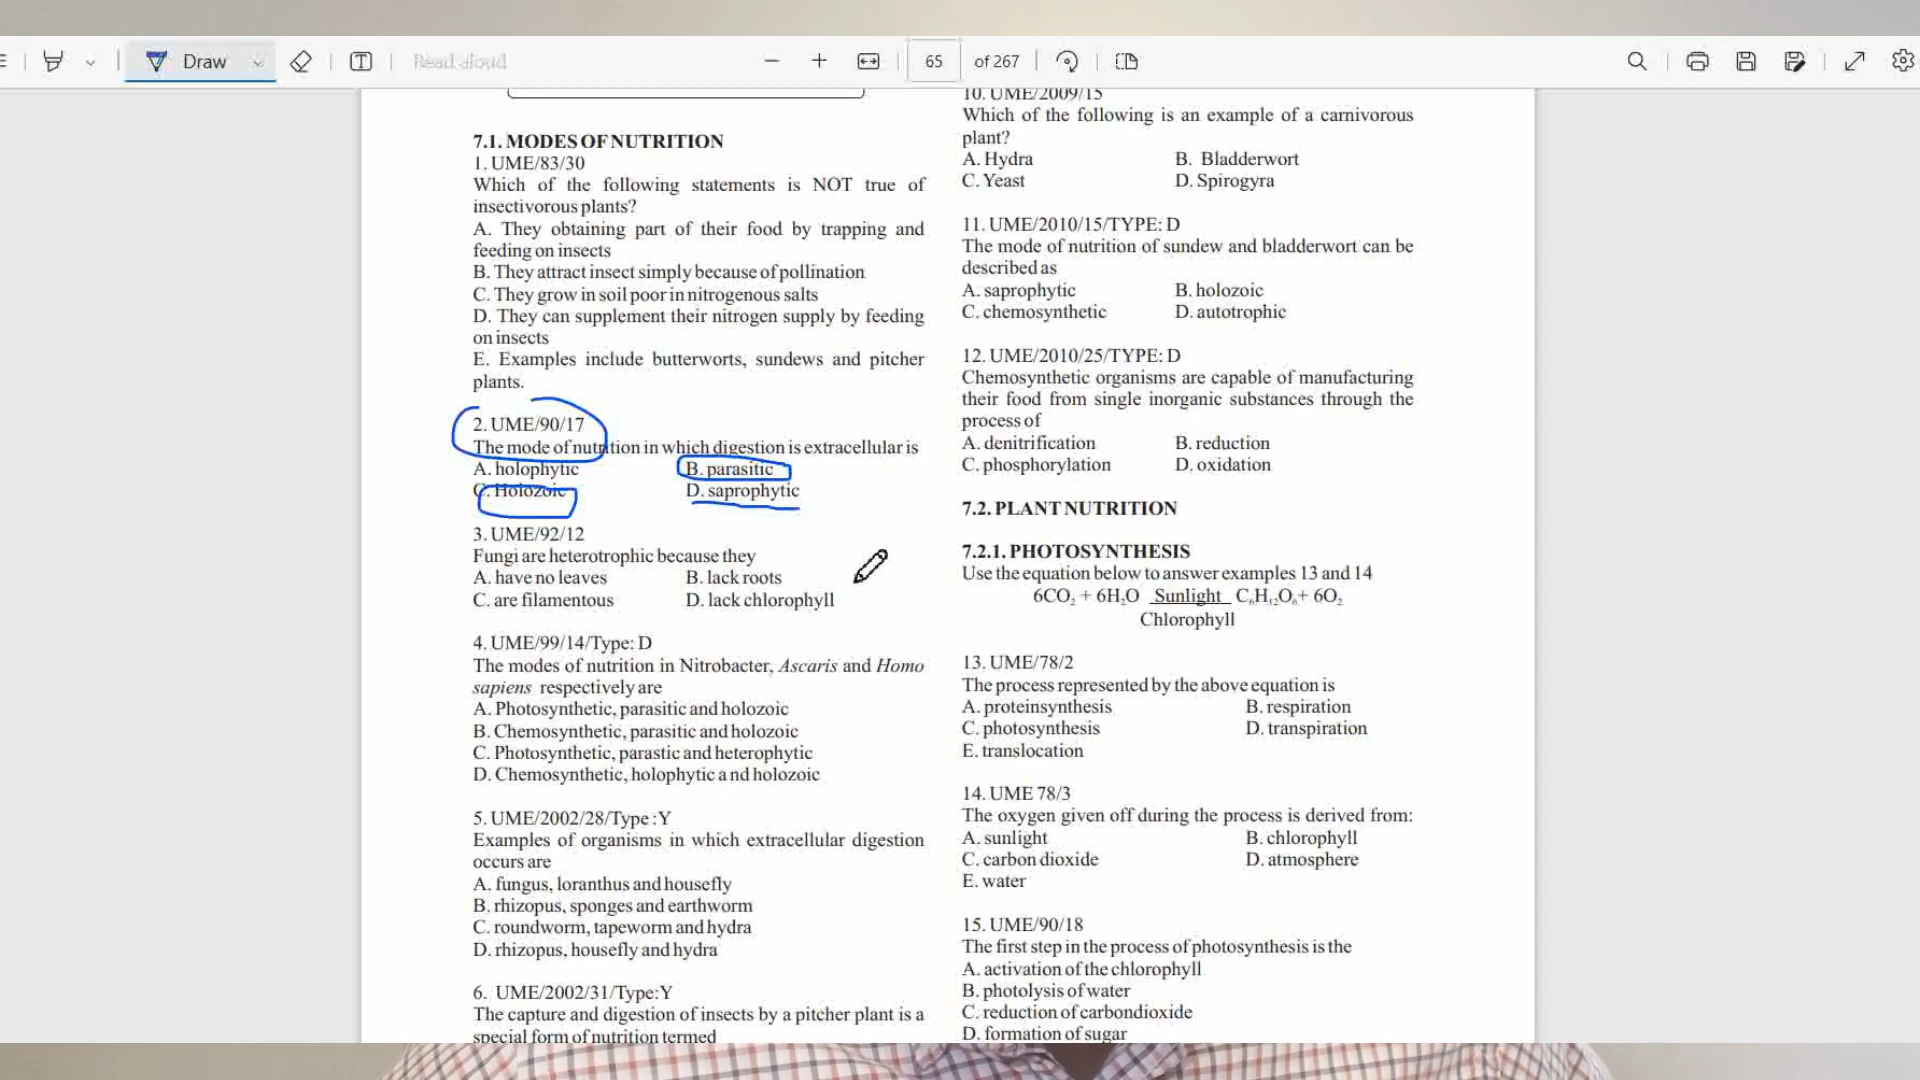 Draw
Read aloud
65 of 267
7.1. MODES OF NUTRITION
1. UME/83/30
Which of the following statements is NOT true of
insectivorous plants?
A. They obtaining part of their food by trapping and
feeding on insects
B. They attract insect simply because of pollination
C. They grow in soil poor in nitrogenous salts
D. They can supplement their nitrogen supply by feeding
on insects
E. Examples include butterworts, sundews and pitcher
plants.
2. UME/90/17
The mode of nutrition in which digestion is extracellular is
A. holophytic B. parasitic
C. Holozoic D. saprophytic
3. UME/92/12
Fungi are heterotrophic because they
A. have no leaves B. lack roots
C. are filamentous D. lack chlorophyll
4. UME/99/14/Type: D
The modes of nutrition in Nitrobacter, Ascaris and Homo
sapiens respectively are
A. Photosynthetic, parasitic and holozoic
B. Chemosynthetic, parasitic and holozoic
C. Photosynthetic, parastic and heterophytic
D. Chemosynthetic, holophytic a nd holozoic
5. UME/2002/28/Type :Y
Examples of organisms in which extracellular digestion
occurs are
A. fungus, loranthus and housefly
B. rhizopus, sponges and earthworm
C. roundworm, tapeworm and hydra
D. rhizopus, housefly and hydra
6. UME/2002/31/Type:Y
The capture and digestion of insects by a pitcher plant is a
special form of nutrition termed
10. UME/2009/15
Which of the following is an example of a carnivorous
plant?
A. Hydra B. Bladderwort
C. Yeast D. Spirogyra
11. UME/2010/15/TYPE: D
The mode of nutrition of sundew and bladderwort can be
described as
A. saprophytic B. holozoic
C. chemosynthetic D. autotrophic
12. UME/2010/25/TYPE: D
Chemosynthetic organisms are capable of manufacturing
their food from single inorganic substances through the
process of
A. denitrification B. reduction
C. phosphorylation D. oxidation
7.2. PLANT NUTRITION
7.2.1. PHOTOSYNTHESIS
Use the equation below to answer examples 13 and 14
6CO₂ + 6H₂O Sunlight C₆H₁₂O₆+ 6O₂
Chlorophyll
13. UME/78/2
The process represented by the above equation is
A. proteinsynthesis B. respiration
C. photosynthesis D. transpiration
E. translocation
14. UME 78/3
The oxygen given off during the process is derived from:
A. sunlight B. chlorophyll
C. carbon dioxide D. atmosphere
E. water
15. UME/90/18
The first step in the process of photosynthesis is the
A. activation of the chlorophyll
B. photolysis of water
C. reduction of carbondioxide
D. formation of sugar